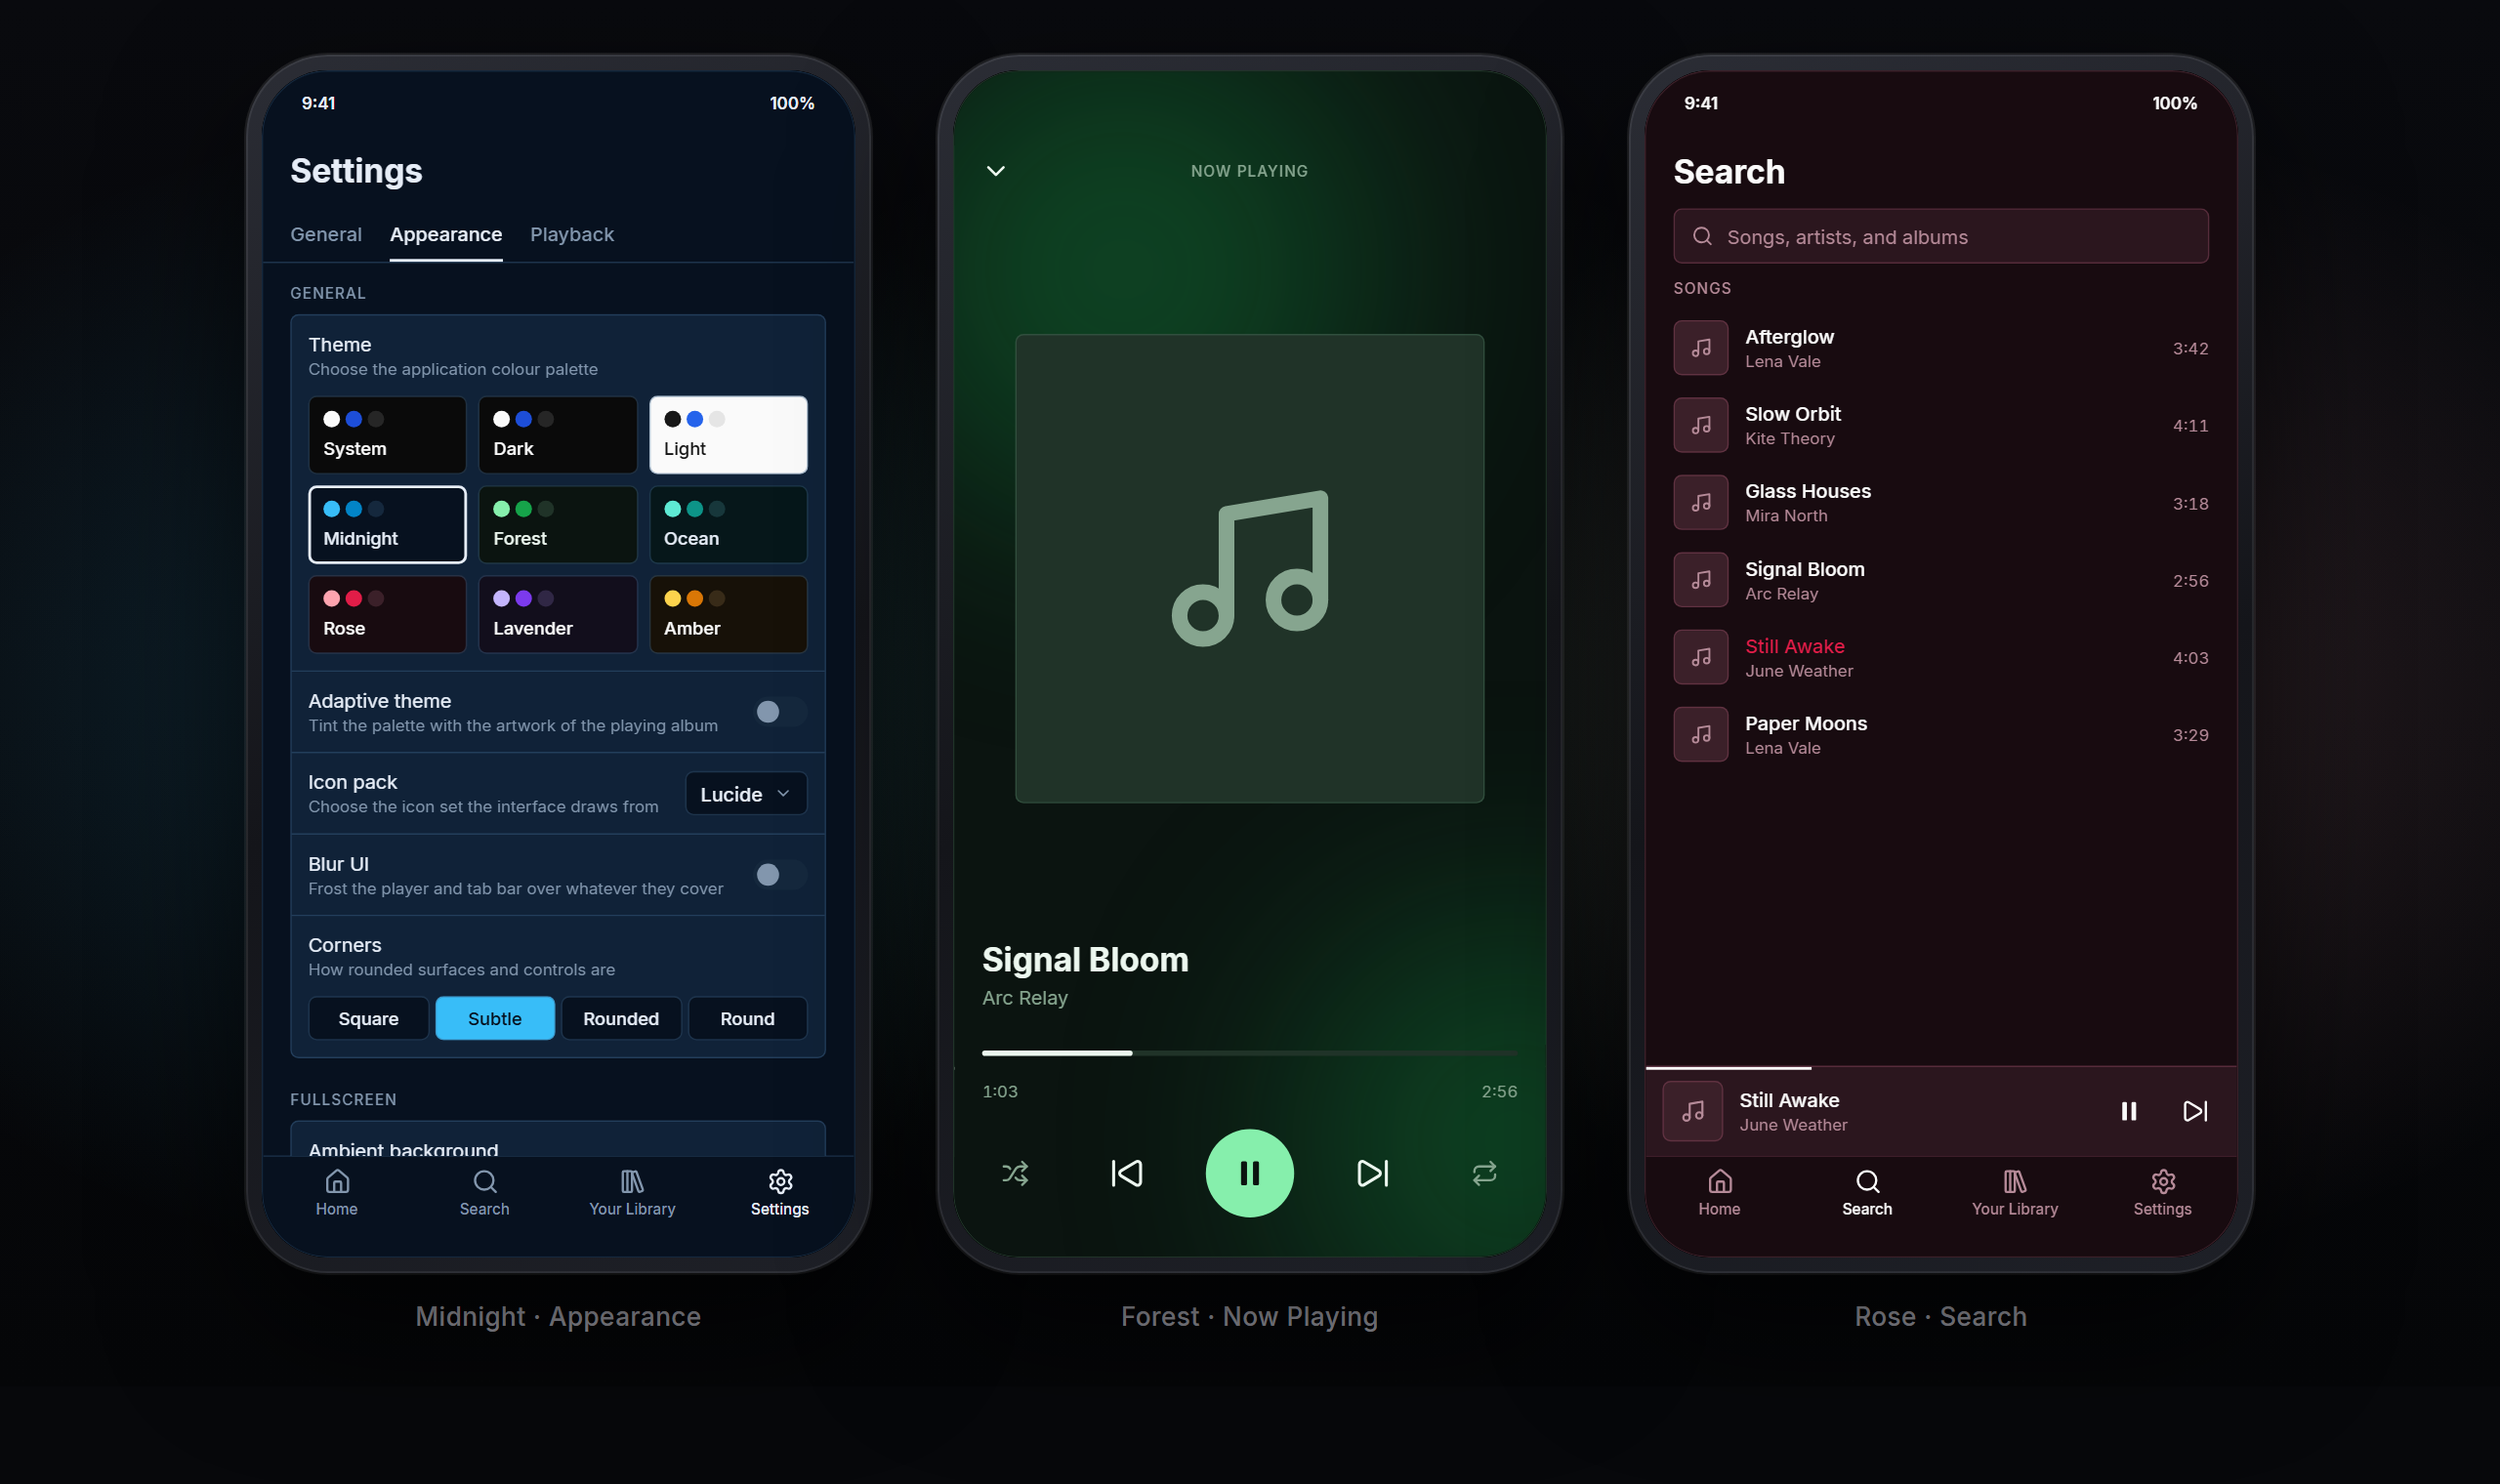 9:41 100%
Settings
General Appearance Playback
GENERAL
Theme
Choose the application colour palette
System Dark Light
Midnight Forest Ocean
Rose Lavender Amber
Adaptive theme
Tint the palette with the artwork of the playing album
Icon pack
Choose the icon set the interface draws from
Lucide
Blur UI
Frost the player and tab bar over whatever they cover
Corners
How rounded surfaces and controls are
Square Subtle Rounded Round
FULLSCREEN
Ambient background
Home Search Your Library Settings
Midnight · Appearance
NOW PLAYING
Signal Bloom
Arc Relay
1:03 2:56
Forest · Now Playing
9:41 100%
Search
Songs, artists, and albums
SONGS
Afterglow
Lena Vale
3:42
Slow Orbit
Kite Theory
4:11
Glass Houses
Mira North
3:18
Signal Bloom
Arc Relay
2:56
Still Awake
June Weather
4:03
Paper Moons
Lena Vale
3:29
Still Awake
June Weather
Home Search Your Library Settings
Rose · Search